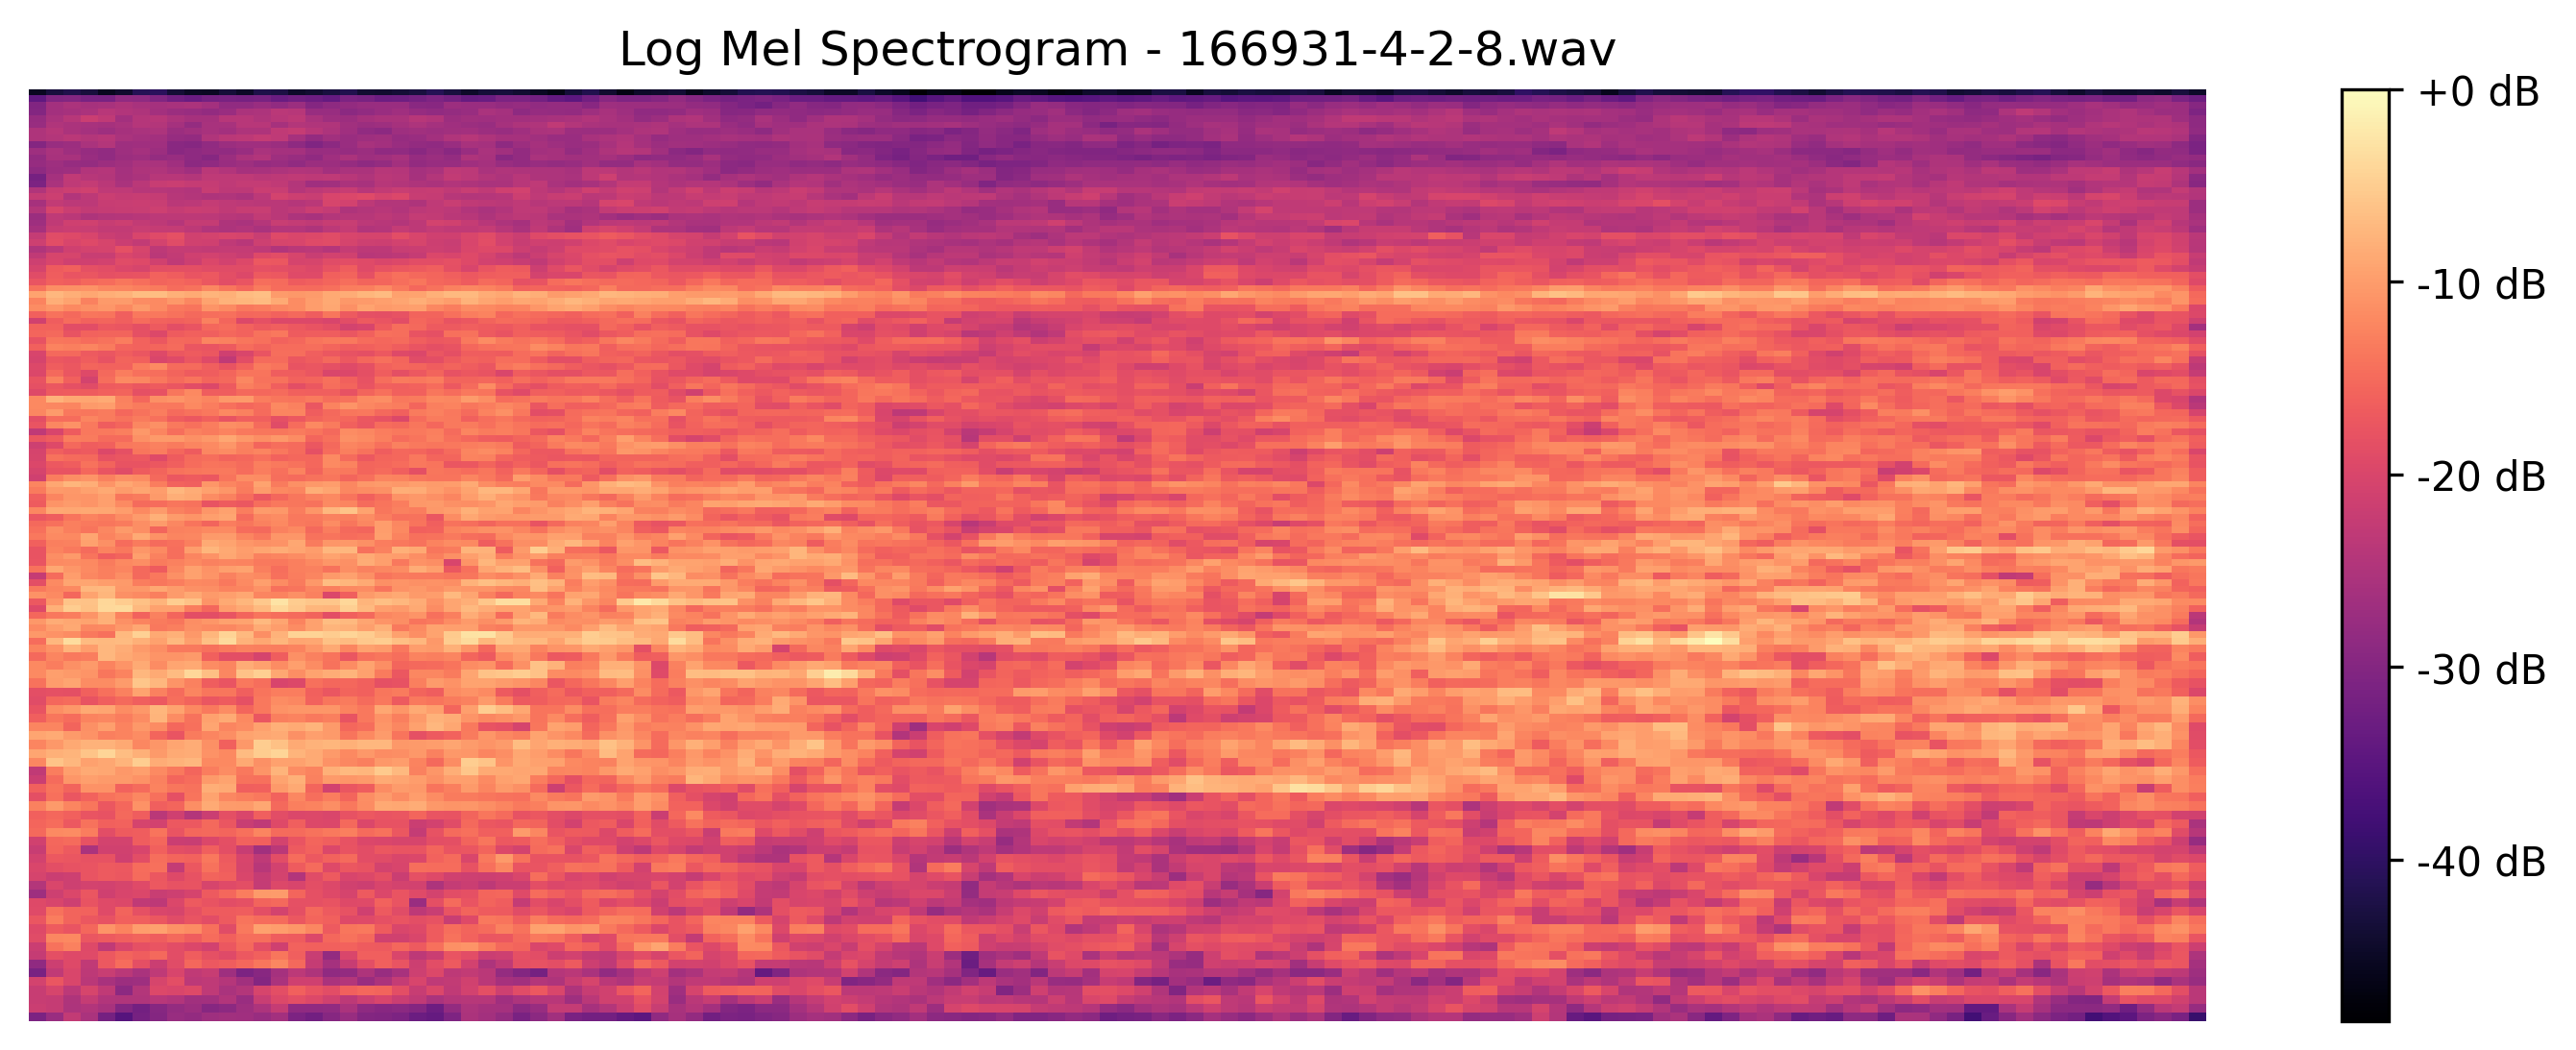 Log Mel Spectrogram - 166931-4-2-8.wav
+0 dB
-10 dB
-20 dB
-30 dB
-40 dB